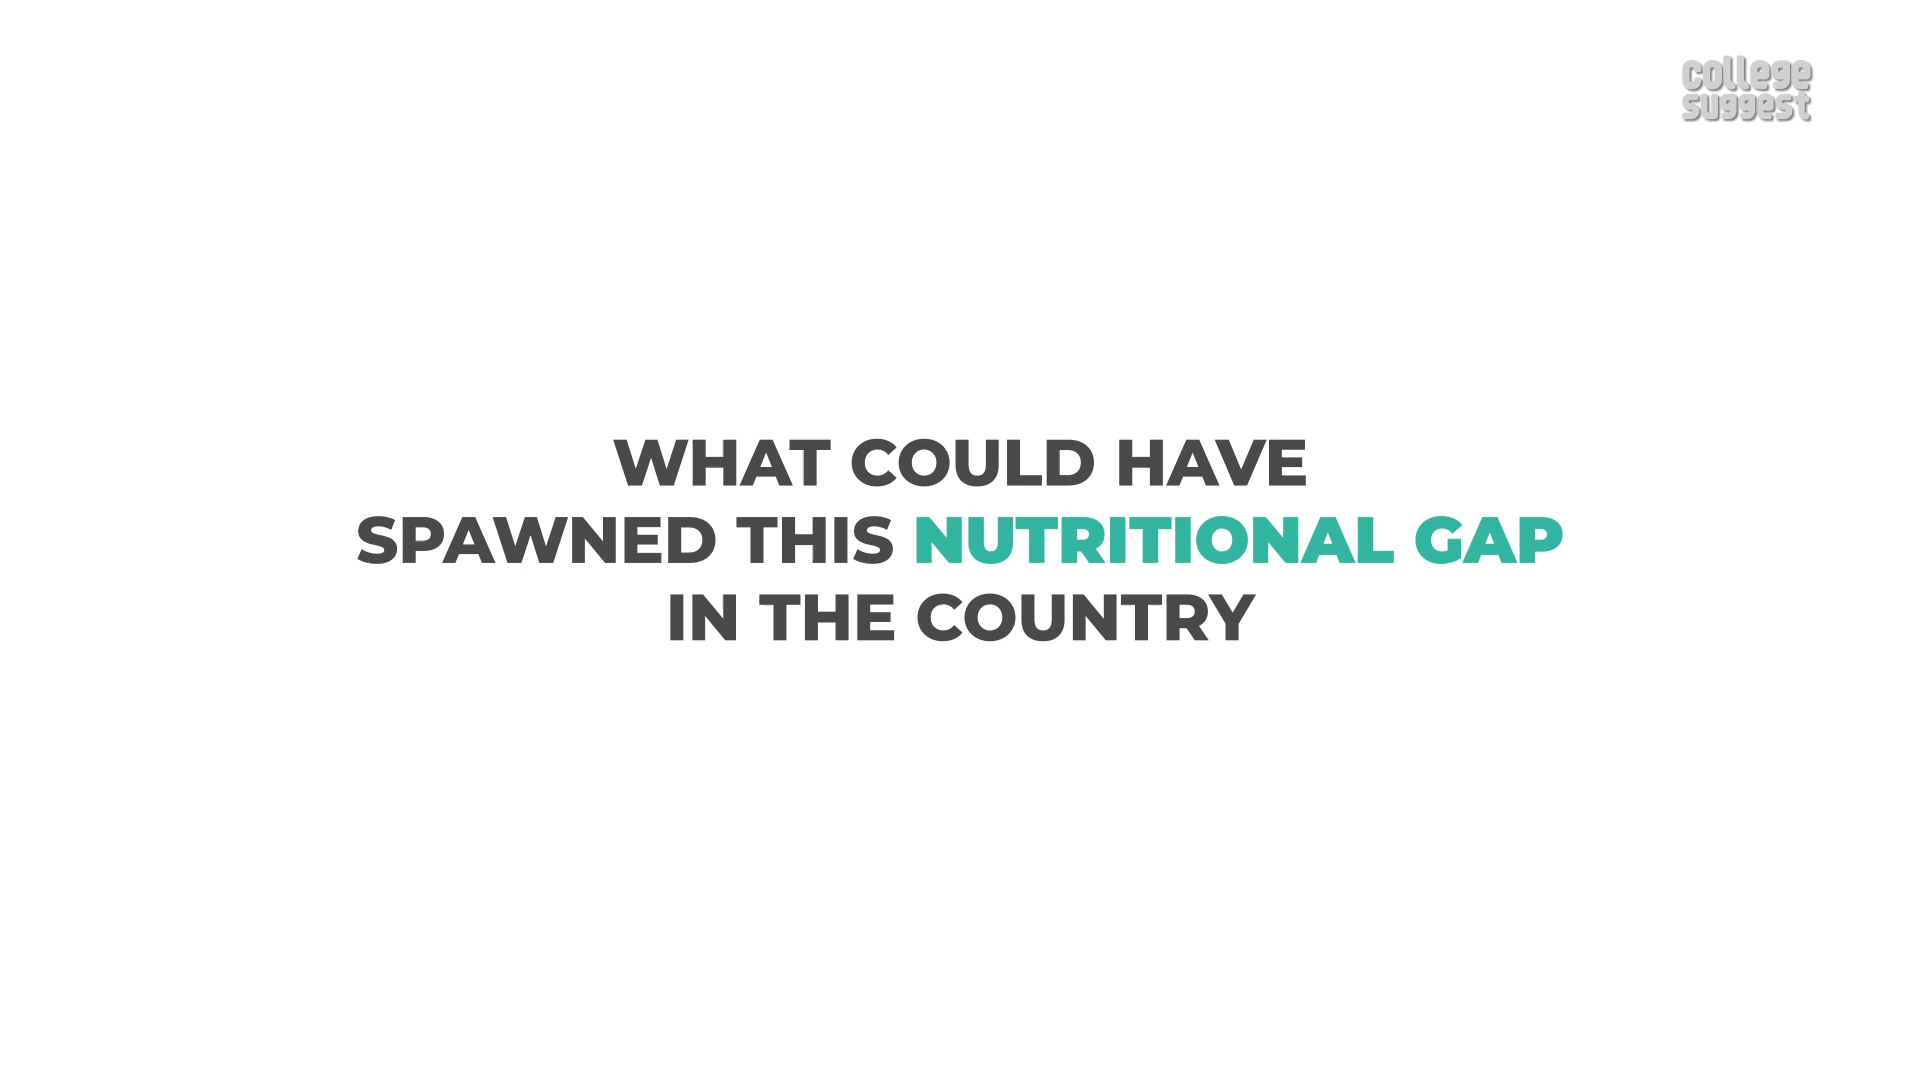 college
suggest
WHAT COULD HAVE
SPAWNED THIS NUTRITIONAL GAP
IN THE COUNTRY